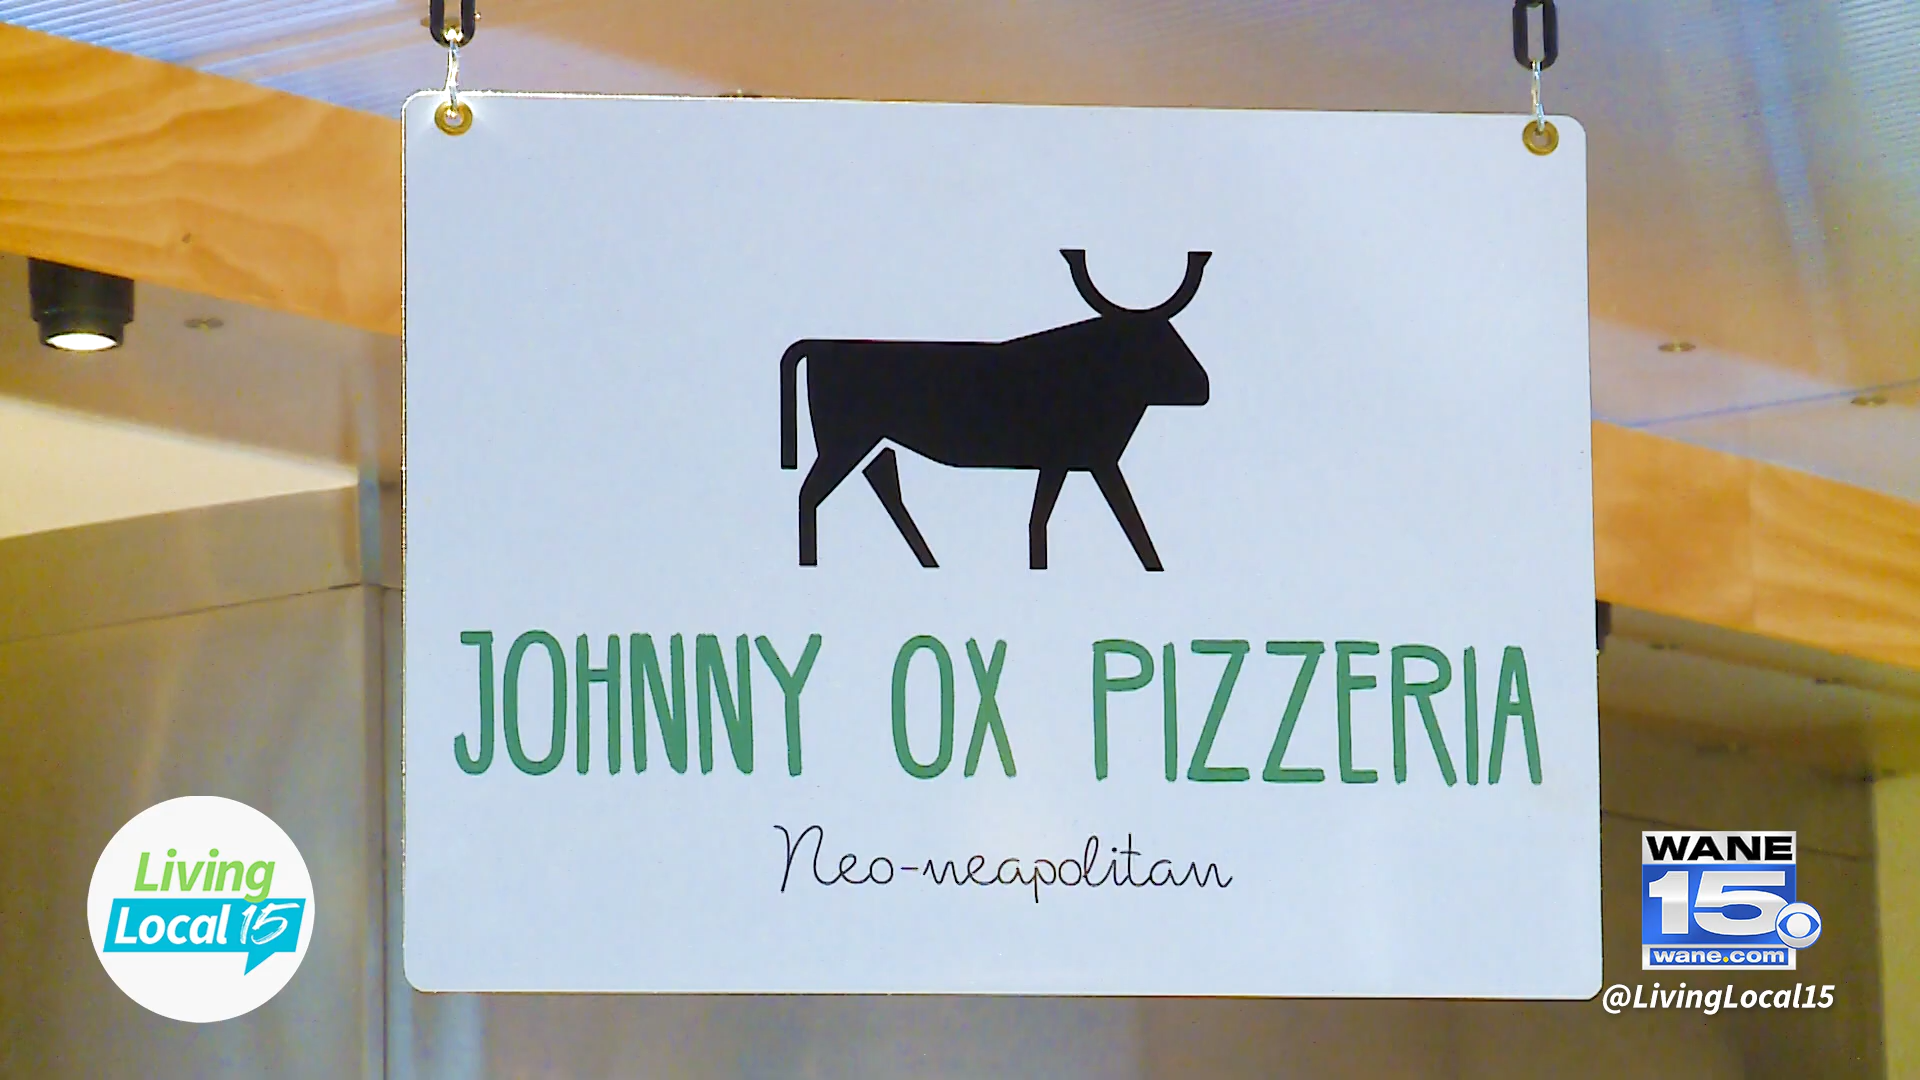 JOHNNY OX PIZZERIA
Neo-neapolitan
Living
Local 15
WANE
15
wane.com
@LivingLocal15